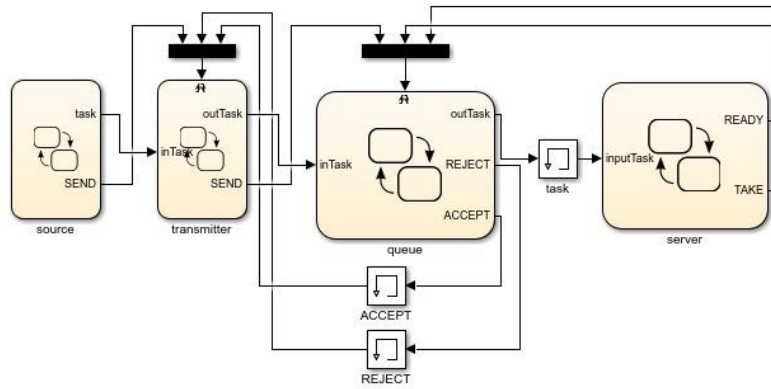 task
SEND
source
inTask
outTask
SEND
transmitter
inTask
outTask
REJECT
ACCEPT
queue
task
inputTask
READY
TAKE
server
ACCEPT
REJECT